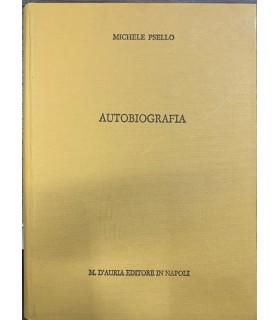 MICHELE PSELLO
AUTOBIOGRAFIA
M. D'AURIA EDITORE IN NAPOLI